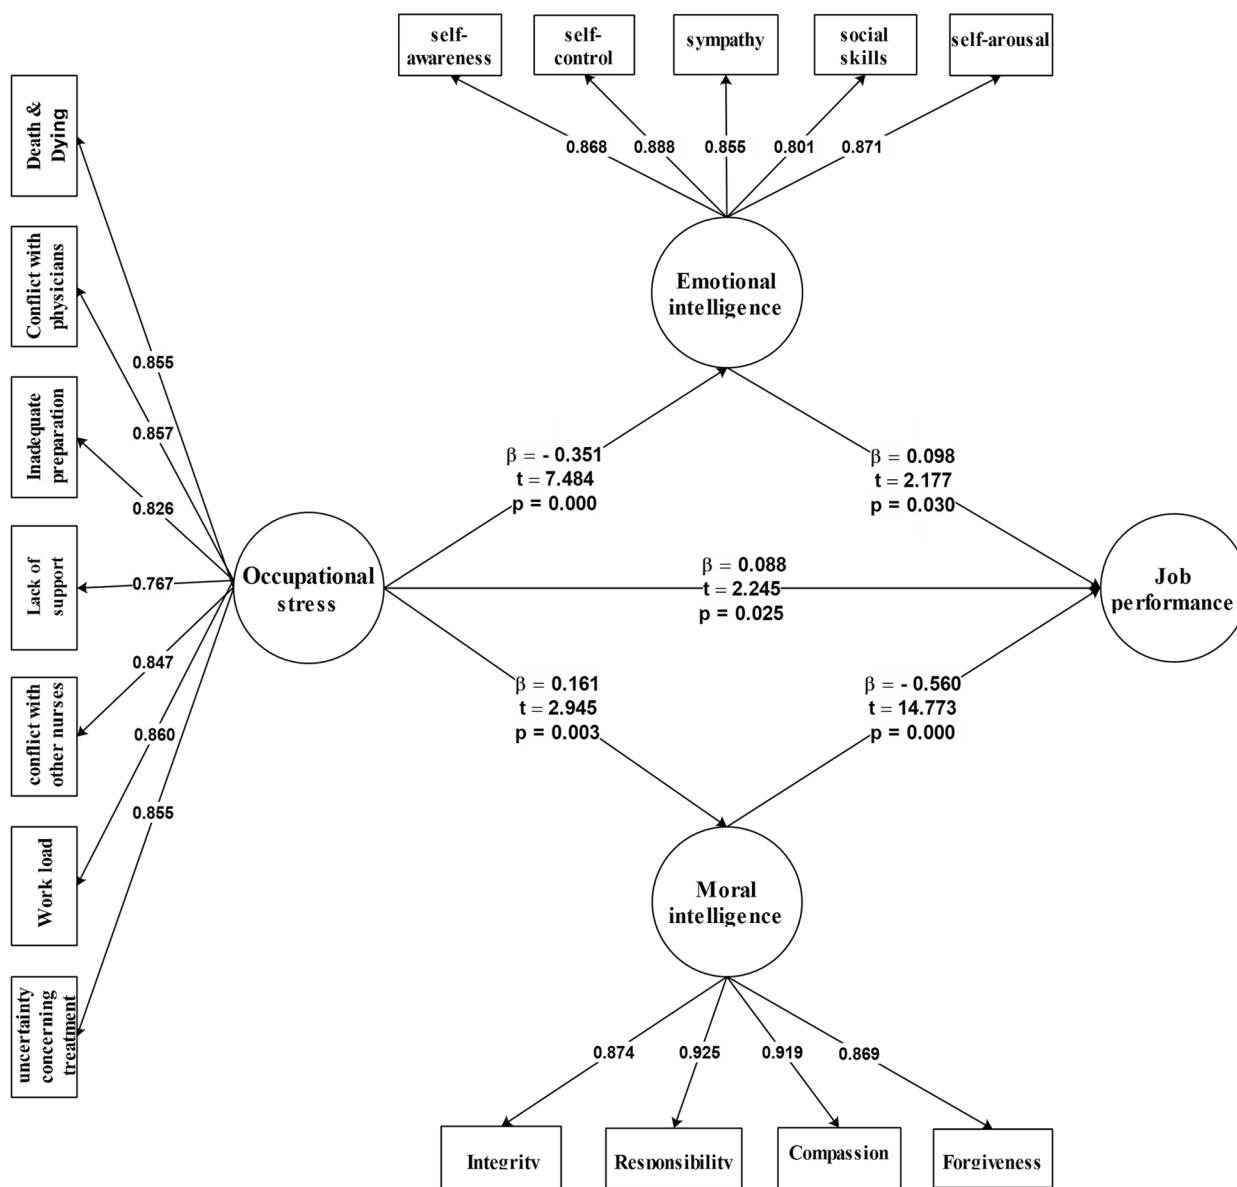 self-
awareness
self-
control
sympathy
social
skills
self-arousal
0.868
0.888
0.855
0.801
0.871
Death &
Dying
Conflict with
physicians
Inadequate
preparation
Lack of
support
conflict with
other nurses
Work load
uncertainty
concerning
treatment
0.855
0.857
0.826
0.767
0.847
0.860
0.855
Emotional
intelligence
β = - 0.351
t = 7.484
p = 0.000
β = 0.098
t = 2.177
p = 0.030
Occupational
stress
β = 0.088
t = 2.245
p = 0.025
Job
performance
β = 0.161
t = 2.945
p = 0.003
β = - 0.560
t = 14.773
p = 0.000
Moral
intelligence
0.874
0.925
0.919
0.869
Integrity
Responsibility
Compassion
Forgiveness